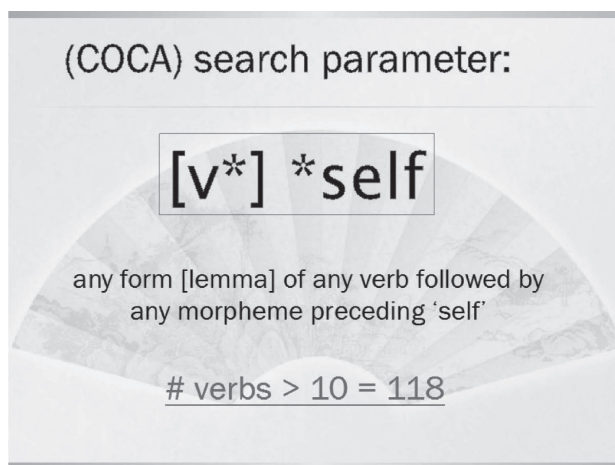 (COCA) search parameter:
[v*] *self
any form [lemma] of any verb followed by
any morpheme preceding ‘self’
# verbs > 10 = 118